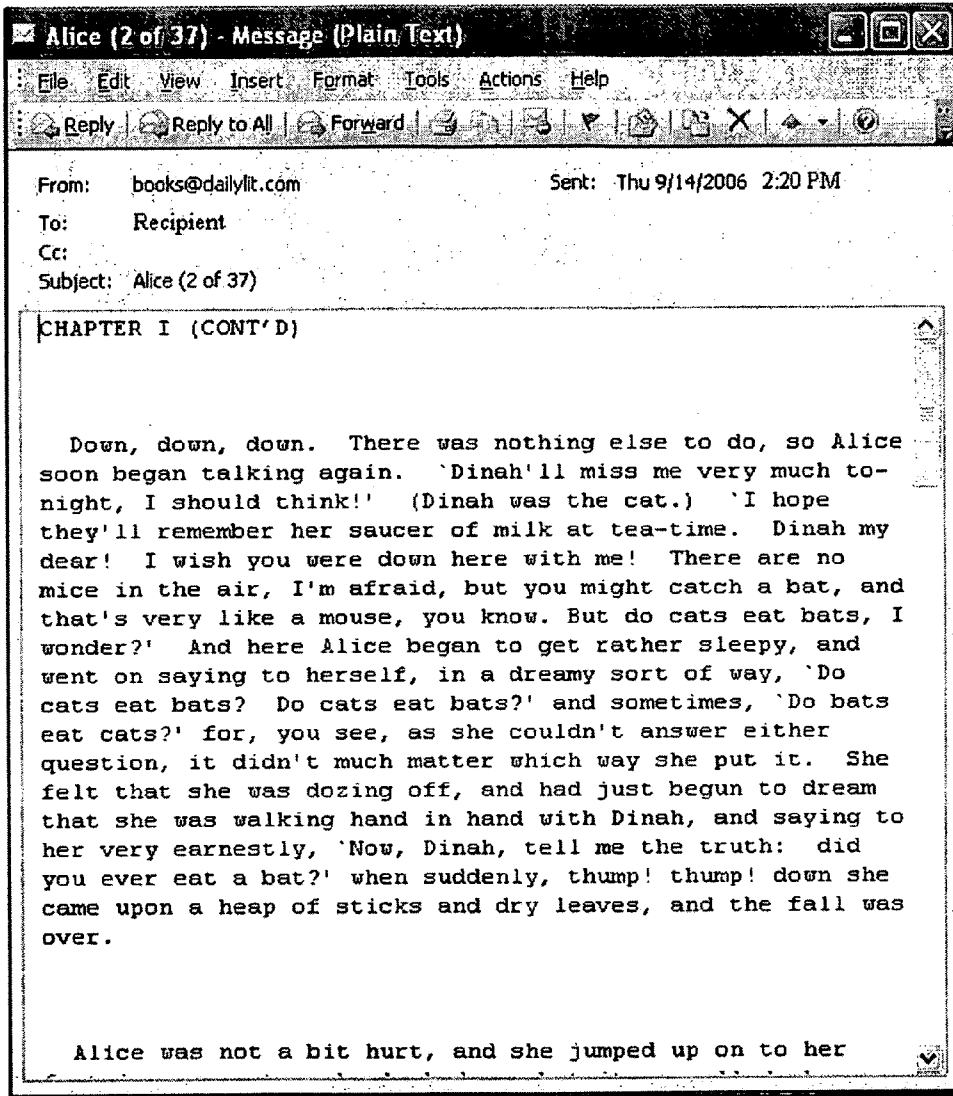 Alice (2 of 37) - Message (Plain Text)
File Edit View Insert Format Tools Actions Help
Reply Reply to All Forward
From: books@dailylit.com Sent: Thu 9/14/2006 2:20 PM
To: Recipient
Cc:
Subject: Alice (2 of 37)
CHAPTER I (CONT'D)
Down, down, down. There was nothing else to do, so Alice
soon began talking again. `Dinah'll miss me very much to-
night, I should think!' (Dinah was the cat.) `I hope
they'll remember her saucer of milk at tea-time. Dinah my
dear! I wish you were down here with me! There are no
mice in the air, I'm afraid, but you might catch a bat, and
that's very like a mouse, you know. But do cats eat bats, I
wonder?' And here Alice began to get rather sleepy, and
went on saying to herself, in a dreamy sort of way, `Do
cats eat bats? Do cats eat bats?' and sometimes, `Do bats
eat cats?' for, you see, as she couldn't answer either
question, it didn't much matter which way she put it. She
felt that she was dozing off, and had just begun to dream
that she was walking hand in hand with Dinah, and saying to
her very earnestly, `Now, Dinah, tell me the truth: did
you ever eat a bat?' when suddenly, thump! thump! down she
came upon a heap of sticks and dry leaves, and the fall was
over.
Alice was not a bit hurt, and she jumped up on to her